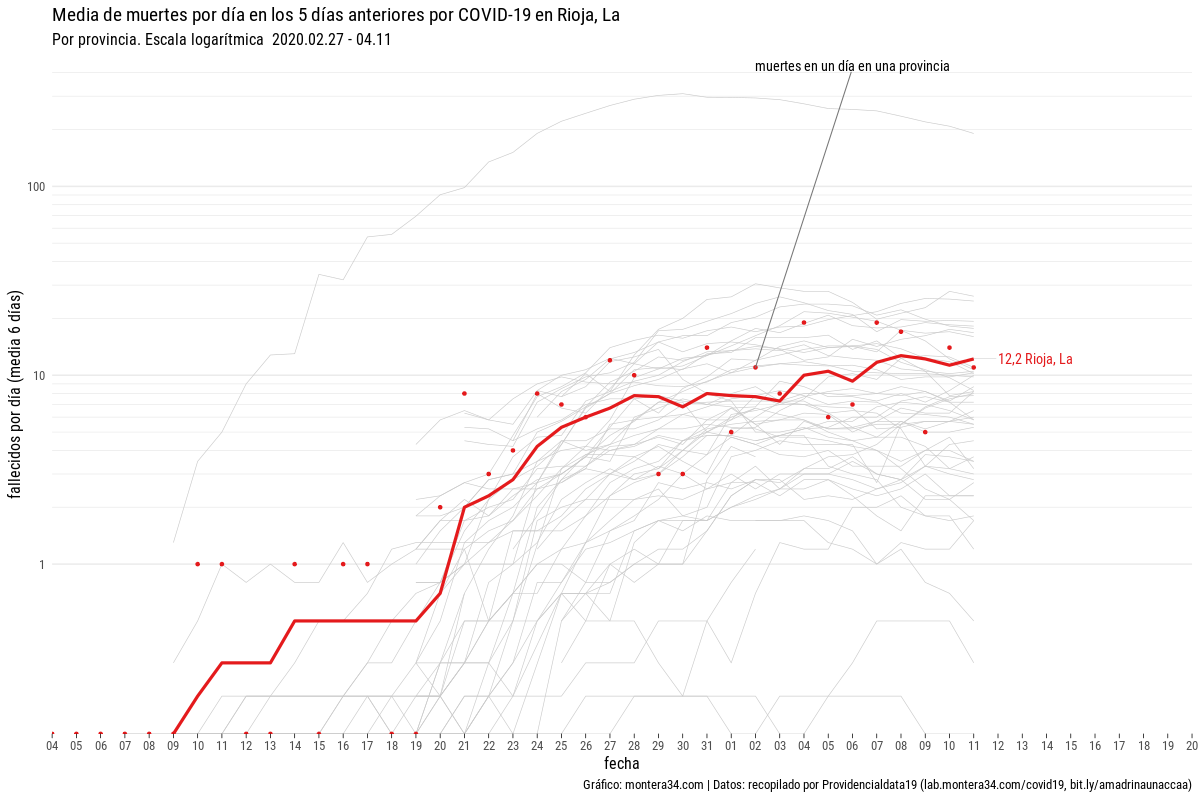 Media de muertes por día en los 5 días anteriores por COVID-19 en Rioja, La
Por provincia. Escala logarítmica  2020.02.27 - 04.11
muertes en un día en una provincia
100
10
1
fallecidos por día (media 6 días)
12,2 Rioja, La
04 05 06 07 08 09 10 11 12 13 14 15 16 17 18 19 20 21 22 23 24 25 26 27 28 29 30 31 01 02 03 04 05 06 07 08 09 10 11 12 13 14 15 16 17 18 19 20
fecha
Gráfico: montera34.com | Datos: recopilado por Providencialdata19 (lab.montera34.com/covid19, bit.ly/amadrinaunaccaa)